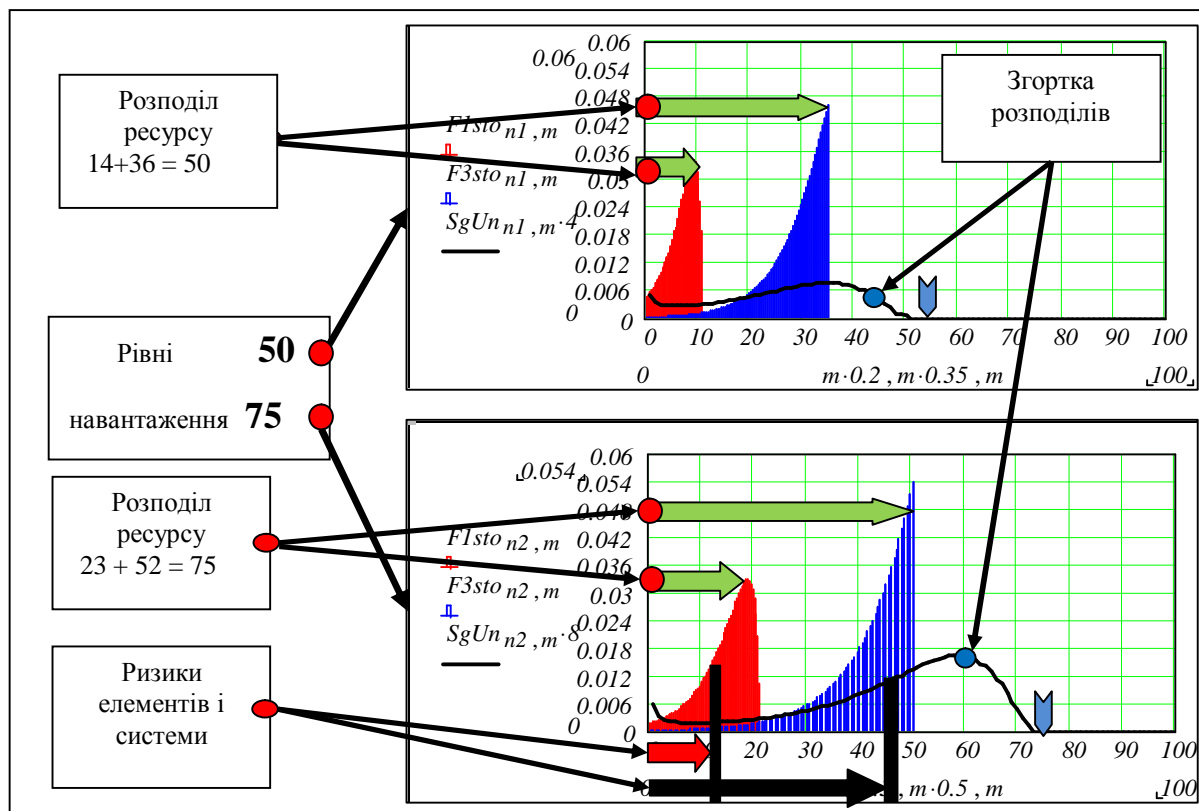 Розподіл
ресурсу
14+36 = 50
Рівні 50
навантаження 75
Розподіл
ресурсу
23 + 52 = 75
Ризики
елементів і
системи
Згортка
розподілів
0.06
0.06
0.054
0.048
0.042
0.036
0.03
0.024
0.018
0.012
0.006
0
0
F1sto n1 , m
F3sto n1 , m
SgUn n1 , m·4
0 10 20 30 40 50 60 70 80 90 100
0 m·0.2 , m·0.35 , m 100
0.054
0.06
0.054
0.048
0.042
0.036
0.03
0.024
0.018
0.012
0.006
0
0
F1sto n2 , m
F3sto n2 , m
SgUn n2 , m·8
20 30 40 50 60 70 80 90 100
, m·0.5 , m 100